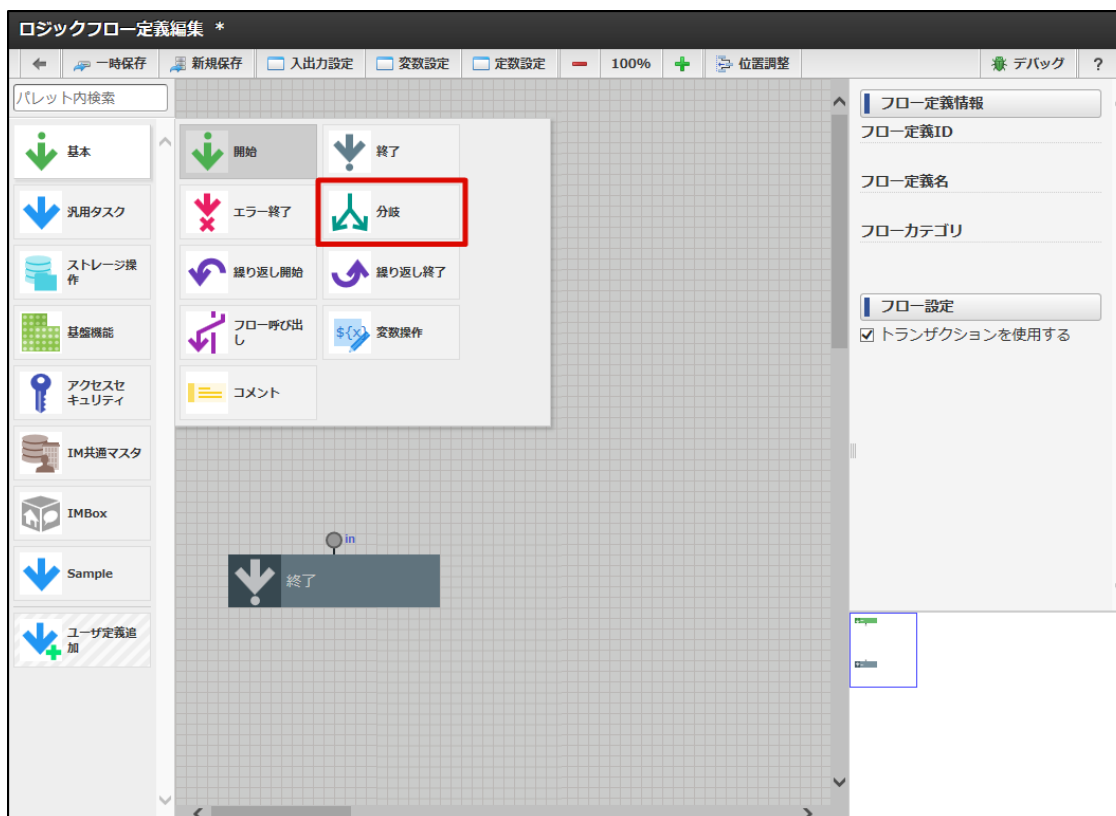 ロジックフロー定義編集 *
一時保存 新規保存 入出力設定 変数設定 定数設定 100% 位置調整 デバッグ ?
パレット内検索
基本
汎用タスク
ストレージ操
作
基盤機能
アクセスセ
キュリティ
IM共通マスタ
IMBox
Sample
ユーザ定義追
加
開始 終了
エラー終了 分岐
繰り返し開始 繰り返し終了
フロー呼び出
し
${x} 変数操作
コメント
in
終了
フロー定義情報
フロー定義ID
フロー定義名
フローカテゴリ
フロー設定
トランザクションを使用する